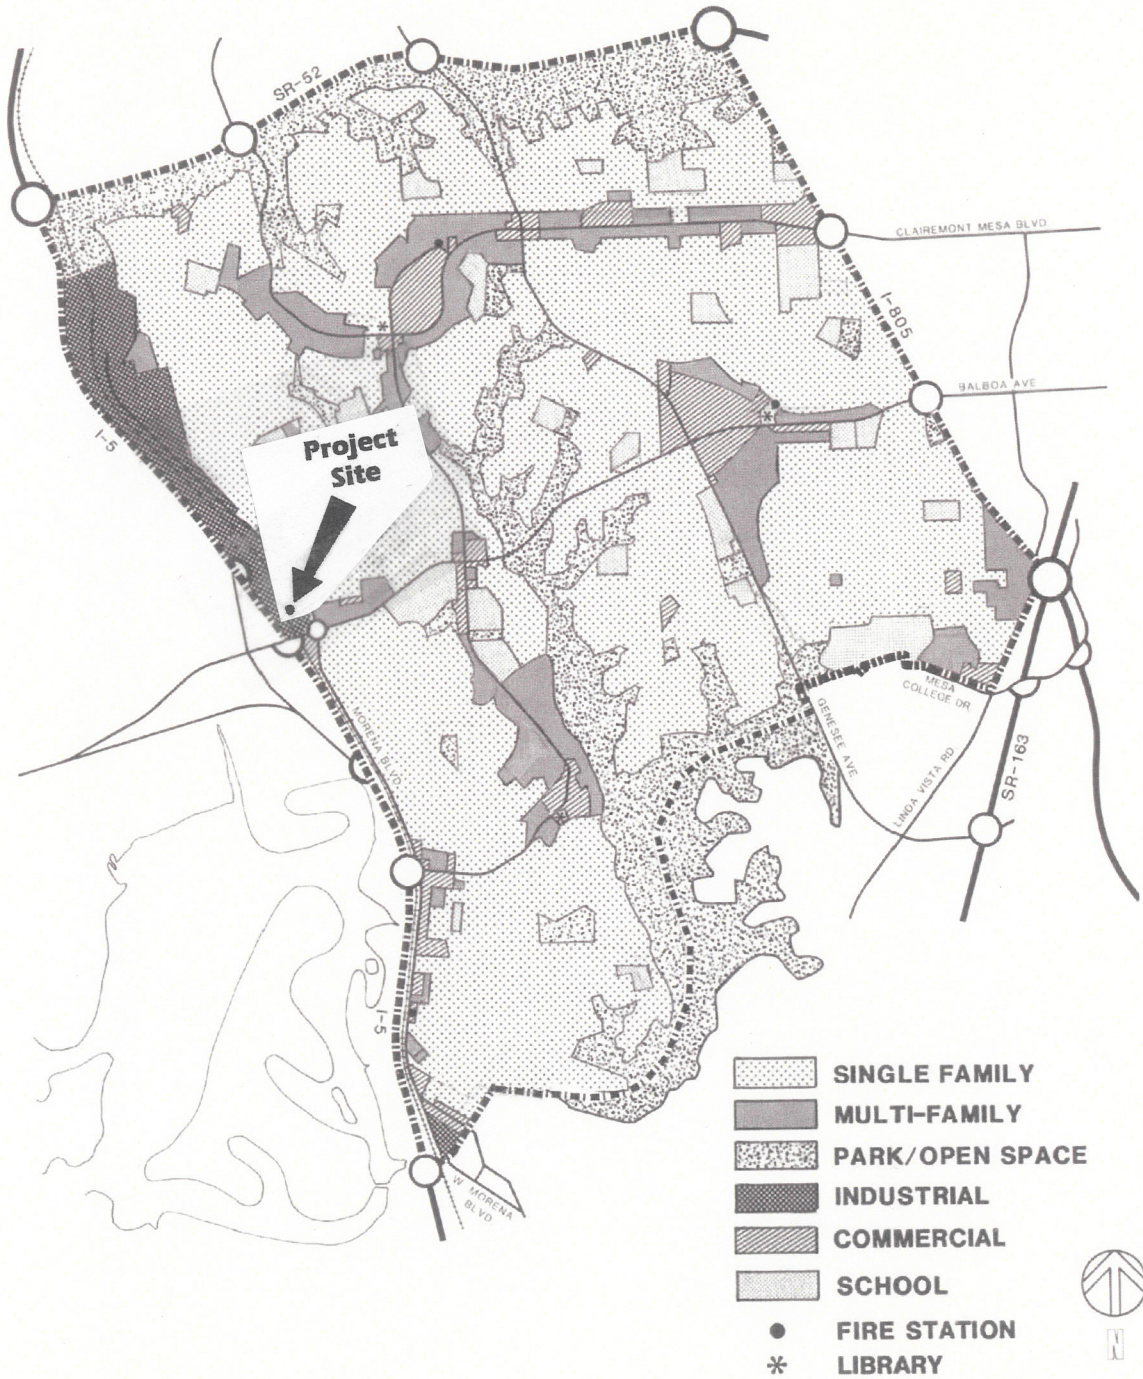 SR-52
CLAIREMONT MESA BLVD
I-805
BALBOA AVE
I-5
Project
Site
MORENA BLVD
MESA
COLLEGE DR
GENESEE AVE
LINDA VISTA RD
SR-163
I-5
W MORENA
BLVD
SINGLE FAMILY
MULTI-FAMILY
PARK/OPEN SPACE
INDUSTRIAL
COMMERCIAL
SCHOOL
FIRE STATION
LIBRARY
N